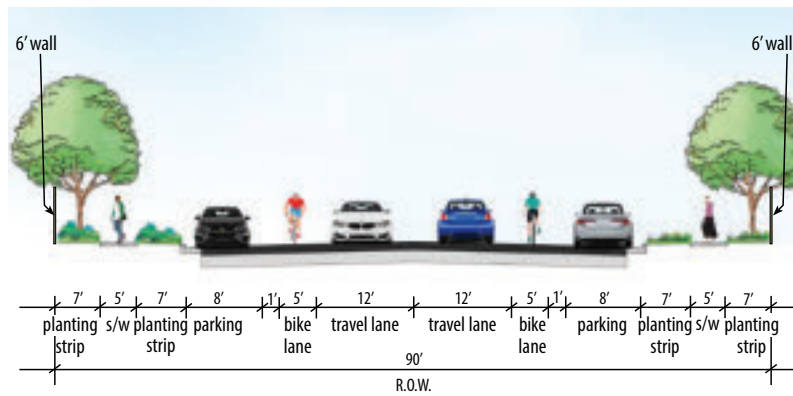 6' wall 6' wall
7' 5' 7' 8' 1' 5' 12' 12' 5' 1' 8' 7' 5' 7'
planting s/w planting parking bike travel lane travel lane bike parking planting s/w planting
strip strip lane lane strip strip
90'
R.O.W.